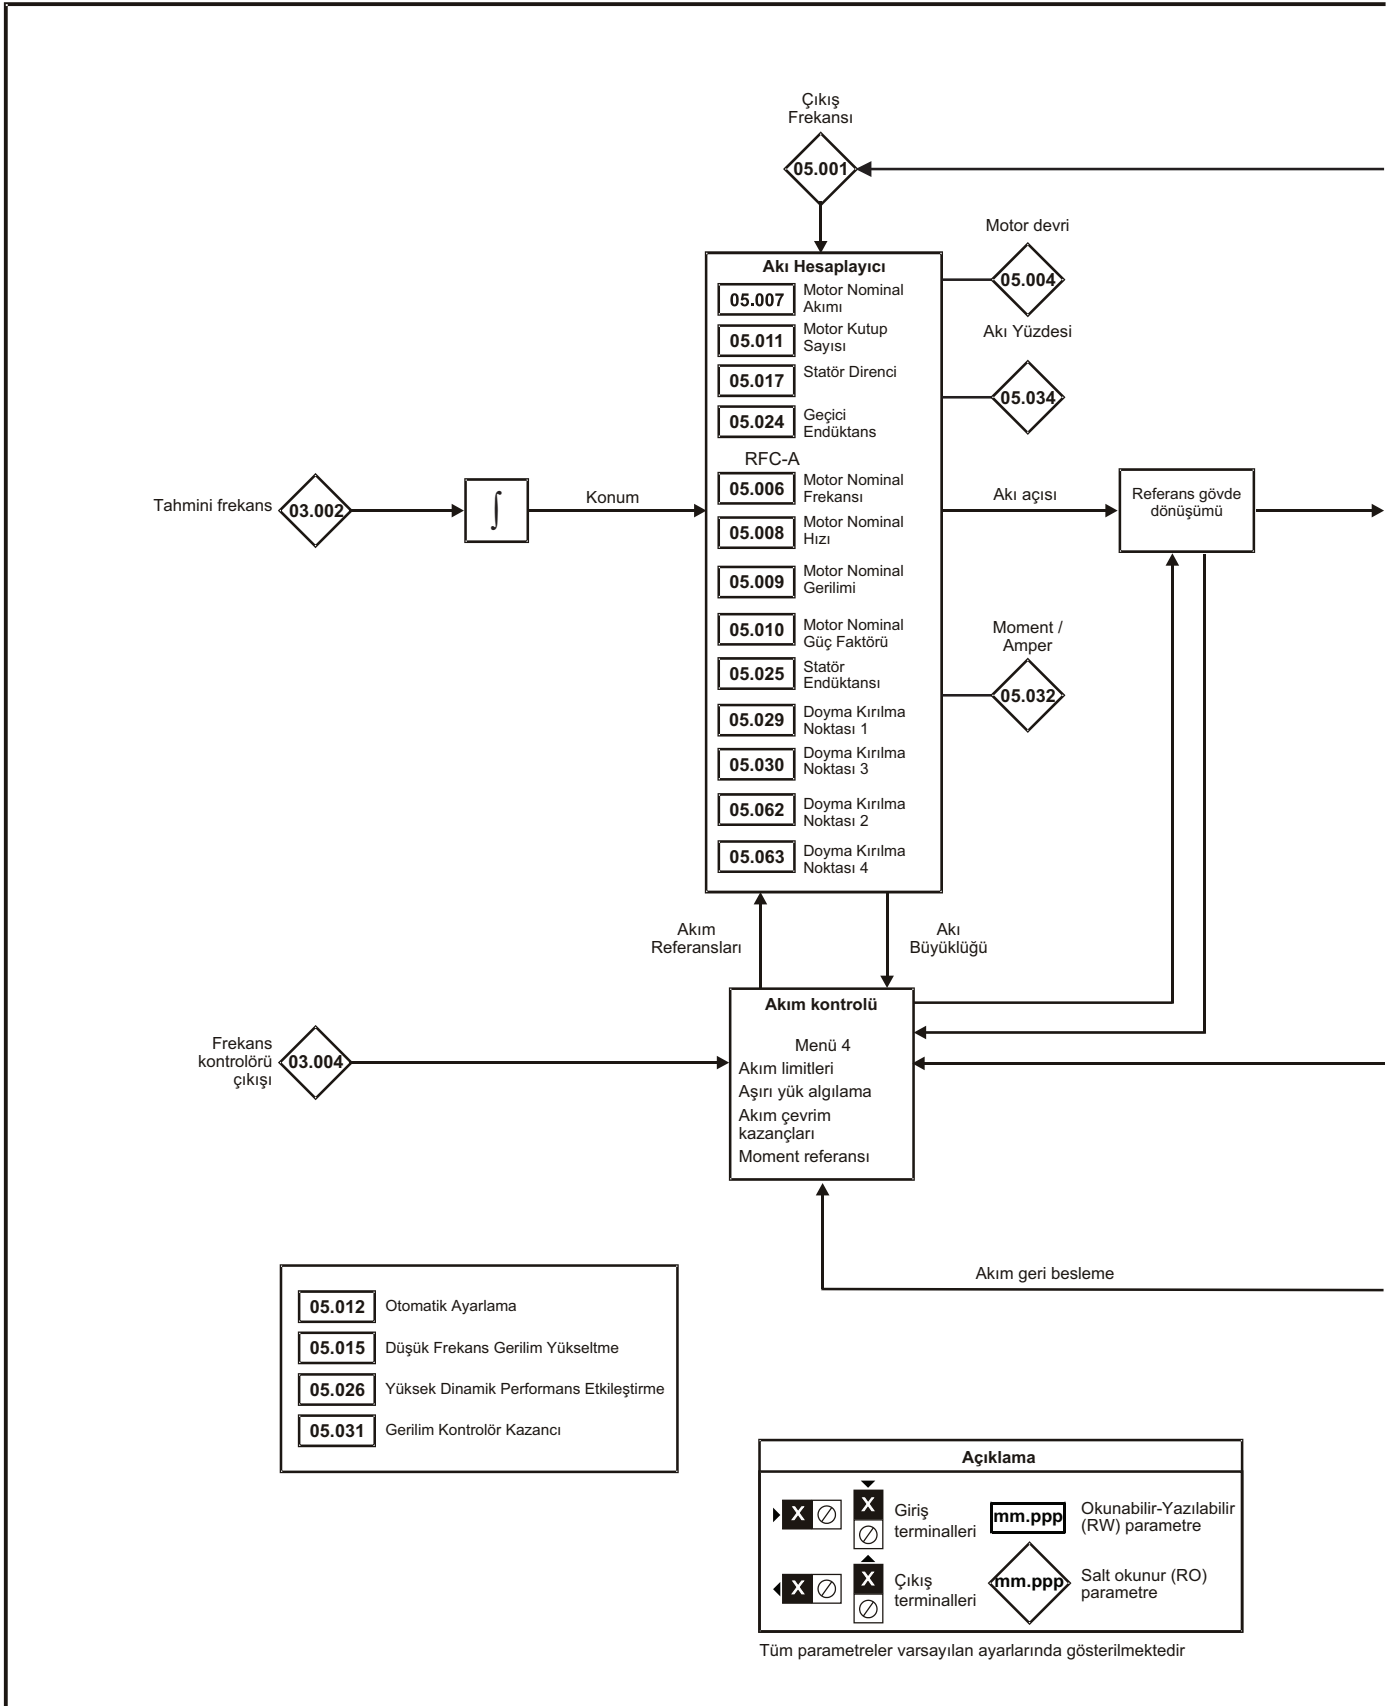 Çıkış
Frekansı
05.001
Motor devri
05.004
Akı Yüzdesi
05.034
Akı Hesaplayıcı
05.007 Motor Nominal
Akımı
05.011 Motor Kutup
Sayısı
05.017 Statör Direnci
05.024 Geçici
Endüktans
RFC-A
05.006 Motor Nominal
Frekansı
05.008 Motor Nominal
Hızı
05.009 Motor Nominal
Gerilimi
05.010 Motor Nominal
Güç Faktörü
05.025 Statör
Endüktansı
05.029 Doyma Kırılma
Noktası 1
05.030 Doyma Kırılma
Noktası 3
05.062 Doyma Kırılma
Noktası 2
05.063 Doyma Kırılma
Noktası 4
Tahmini frekans 03.002
∫
Konum
Akı açısı
Referans gövde
dönüşümü
Moment /
Amper
05.032
Akım
Referansları
Akı
Büyüklüğü
Frekans
kontrolörü
çıkışı
03.004
Akım kontrolü
Menü 4
Akım limitleri
Aşırı yük algılama
Akım çevrim
kazançları
Moment referansı
Akım geri besleme
05.012 Otomatik Ayarlama
05.015 Düşük Frekans Gerilim Yükseltme
05.026 Yüksek Dinamik Performans Etkileştirme
05.031 Gerilim Kontrolör Kazancı
Açıklama
X X Giriş
terminalleri
mm.ppp Okunabilir-Yazılabilir
(RW) parametre
X X Çıkış
terminalleri
mm.ppp Salt okunur (RO)
parametre
Tüm parametreler varsayılan ayarlarında gösterilmektedir